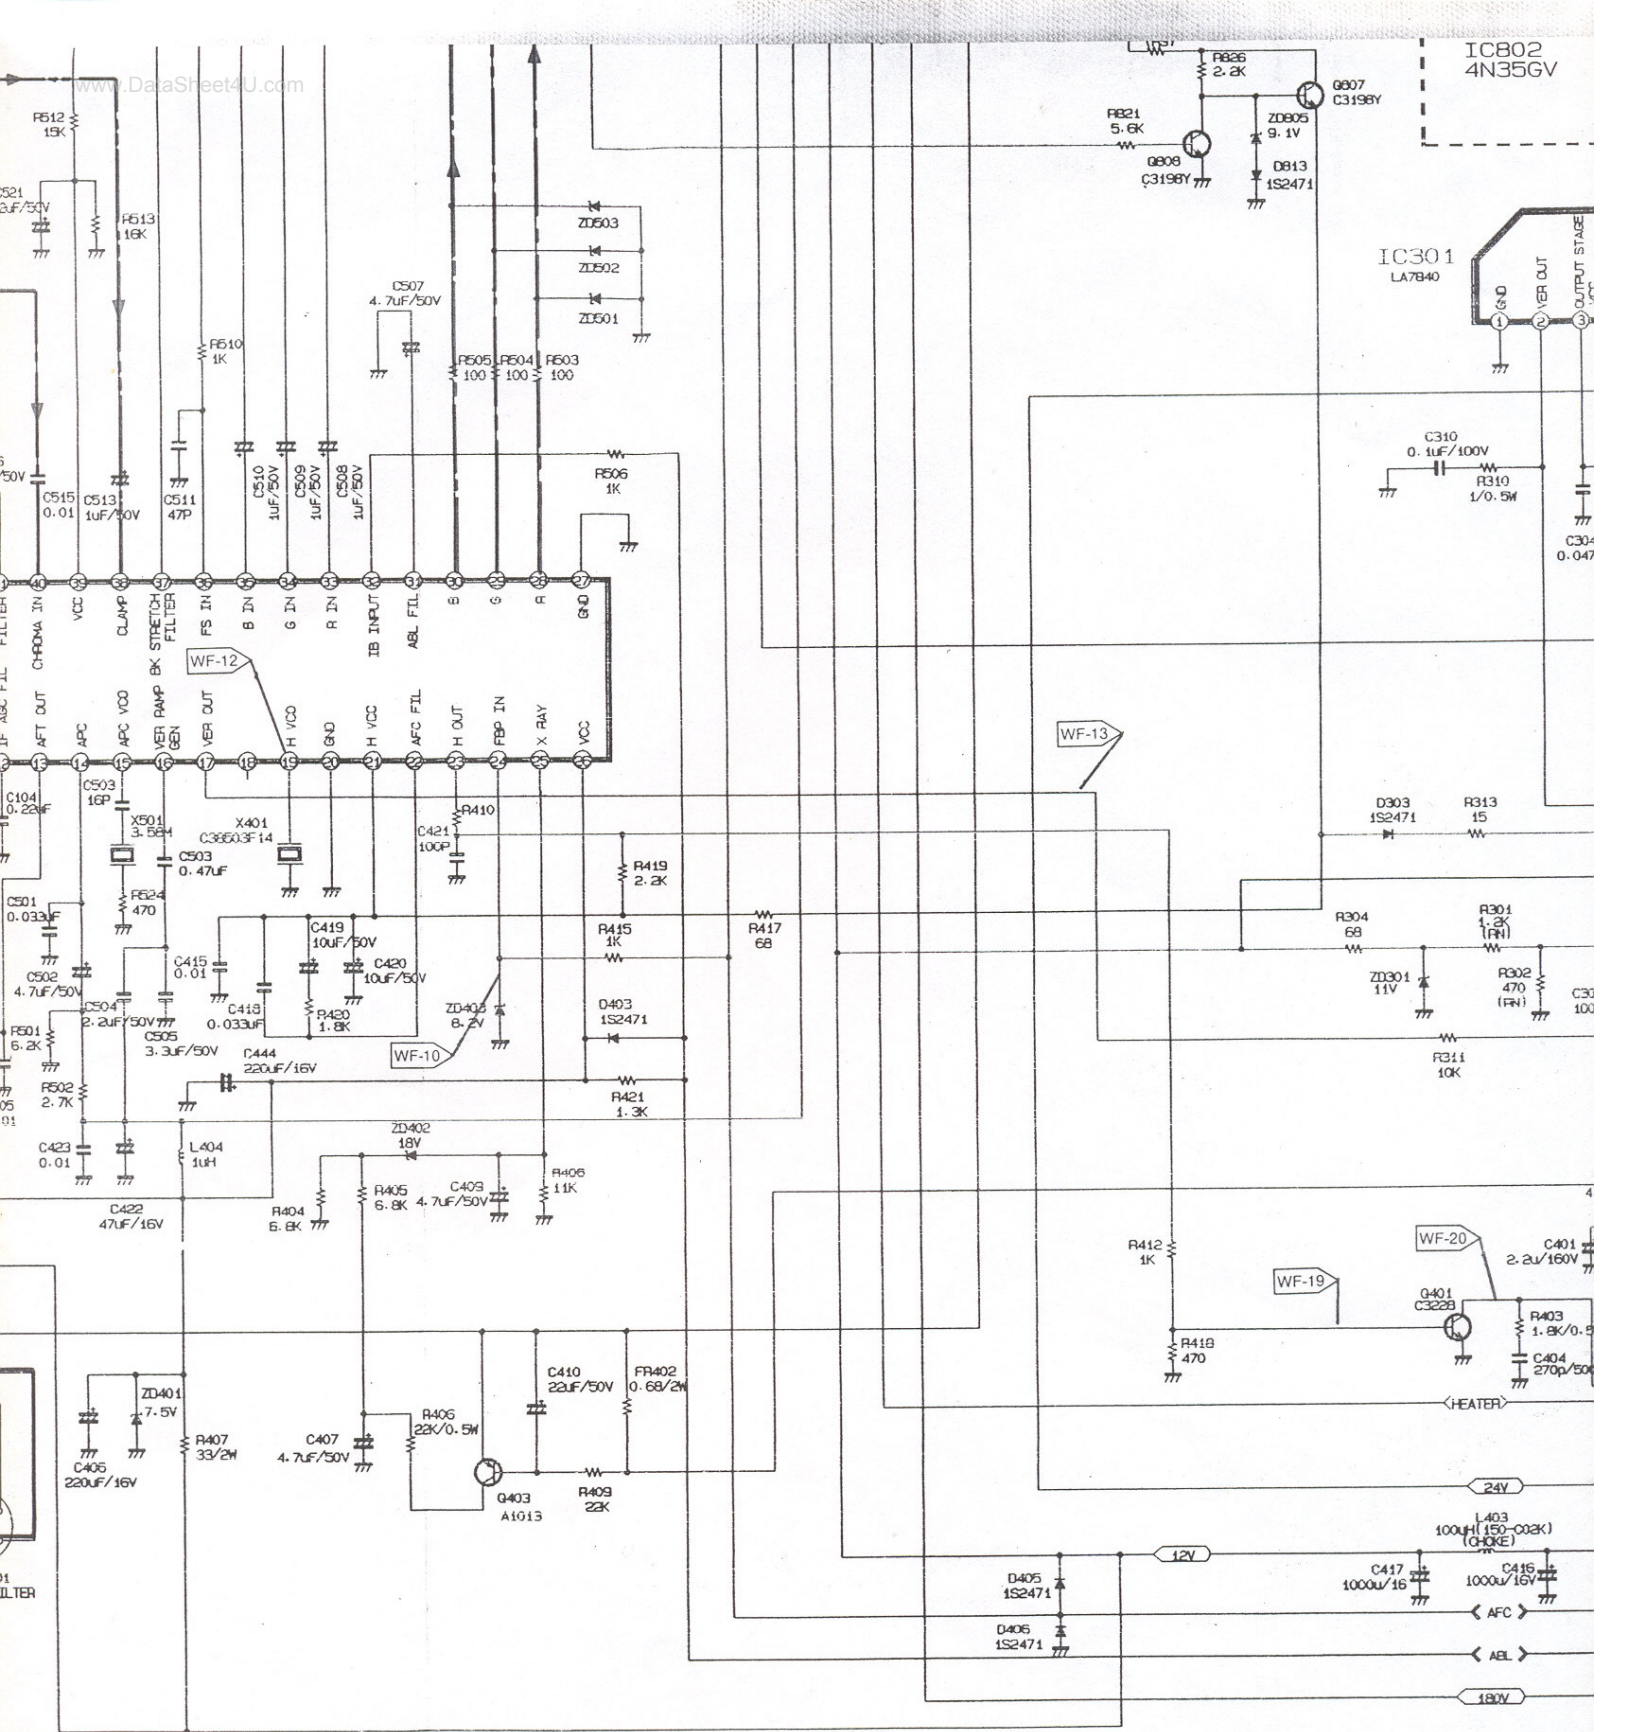 www.DataSheet4U.com
IC802
4N35GV
R826
2.2K
Q807
C3198Y
R821
5.6K
ZD805
9.1V
Q808
C3198Y
D813
1S2471
R512
15K
R513
16K
IC301
LA7840
GND
VER OUT
OUTPUT STAGE
1
2
3
ZD503
ZD502
ZD501
C507
4.7uF/50V
R510
1K
R505
100
R504
100
R503
100
C310
0.1uF/100V
R310
1/0.5W
R506
1K
C515
0.01
C513
1uF/50V
C511
47P
C510
1uF/50V
C509
1uF/50V
C508
1uF/50V
40
39
38
37
36
35
34
33
32
31
30
29
28
27
CHROMA IN
VCC
CLAMP
BK STRETCH
FILTER
FS IN
B IN
G IN
R IN
IB INPUT
ABL FIL
B
G
R
GND
WF-12
AFT OUT
APC
APC VCO
VER RAMP
GEN
VER OUT
H VCO
GND
H VCC
AFC FIL
H OUT
FBP IN
X RAY
VCC
13
14
15
16
17
18
19
20
21
22
23
24
25
26
WF-13
C104
0.22uF
C503
16P
X501
3.58M
X401
C38503F14
R410
C421
100P
D303
1S2471
R313
15
C503
0.47uF
R419
2.2K
C501
0.033uF
R524
470
C419
10uF/50V
R415
1K
R417
68
R304
68
R301
1.2K
(RN)
C502
4.7uF/50V
C415
0.01
C420
10uF/50V
ZD301
11V
R302
470
(RN)
C504
2.2uF/50V
C418
0.033uF
R420
1.8K
ZD403
8.2V
D403
1S2471
R501
6.2K
C505
3.3uF/50V
WF-10
R311
10K
C444
220uF/16V
R502
2.7K
R421
1.3K
C423
0.01
L404
1uH
ZD402
18V
C422
47uF/16V
R404
6.8K
R405
6.8K
C409
4.7uF/50V
R406
11K
R412
1K
WF-20
C401
2.2u/160V
WF-19
Q401
C3228
R403
R418
470
C404
C410
22uF/50V
FR402
0.68/2W
ZD401
7.5V
<HEATER>
R407
33/2W
C407
4.7uF/50V
R406
22K/0.5W
C406
220uF/16V
Q403
A1013
R409
22K
24V
L403
100uH(150-C02K)
(CHOKE)
12V
D405
1S2471
C417
1000u/16
C416
1000u/16V
AFC
D406
1S2471
ABL
180V